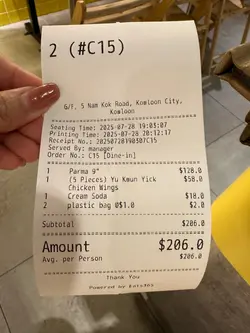 2 (#C15)
G/F, 5 Nam Kok Road, Kowloon City,
Kowloon
Seating Time: 2025-07-28 19:03:07
Printing Time: 2025-07-28 20:12:17
Receipt No.: 20250728190307C15
Served By: manager
Order No.: C15 [Dine-in]
1 Parma 9" $128.0
1 (5 Pieces) Yu Kwun Yick $58.0
Chicken Wings
1 Cream Soda $18.0
2 plastic bag @$1.0 $2.0
Subtotal $206.0
Amount $206.0
Avg. per Person $206.0
Thank You
Powered by Eats365